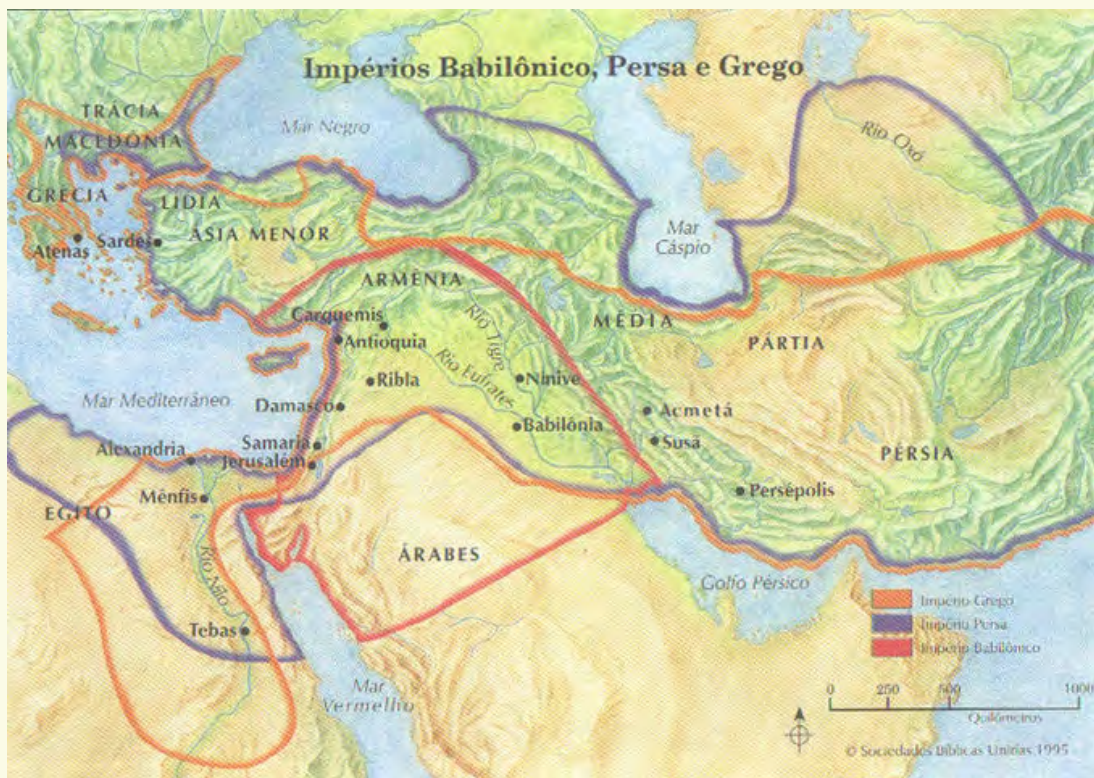 Impérios Babilônico, Persa e Grego
TRÁCIA
MACEDÔNIA
Mar Negro
Rio Oxó
GRÉCIA
LÍDIA
ÁSIA MENOR
Atenas
Sardes
Mar
Cáspio
ARMÊNIA
Carquemis
Antioquia
Rio Tigre
MÉDIA
PÁRTIA
Ribla
Rio Eufrates
Nínive
Mar Mediterrâneo
Damasco
Babilônia
Acmetá
Alexandria
Samaria
Jerusalém
Susa
PÉRSIA
Mênfis
Persépolis
EGITO
ÁRABES
Rio Nilo
Golfo Pérsico
Tebas
Império Grego
Império Persa
Império Babilônico
Mar
Vermelho
0 250 500 1000
Quilômetros
© Sociedades Bíblicas Unidas 1995